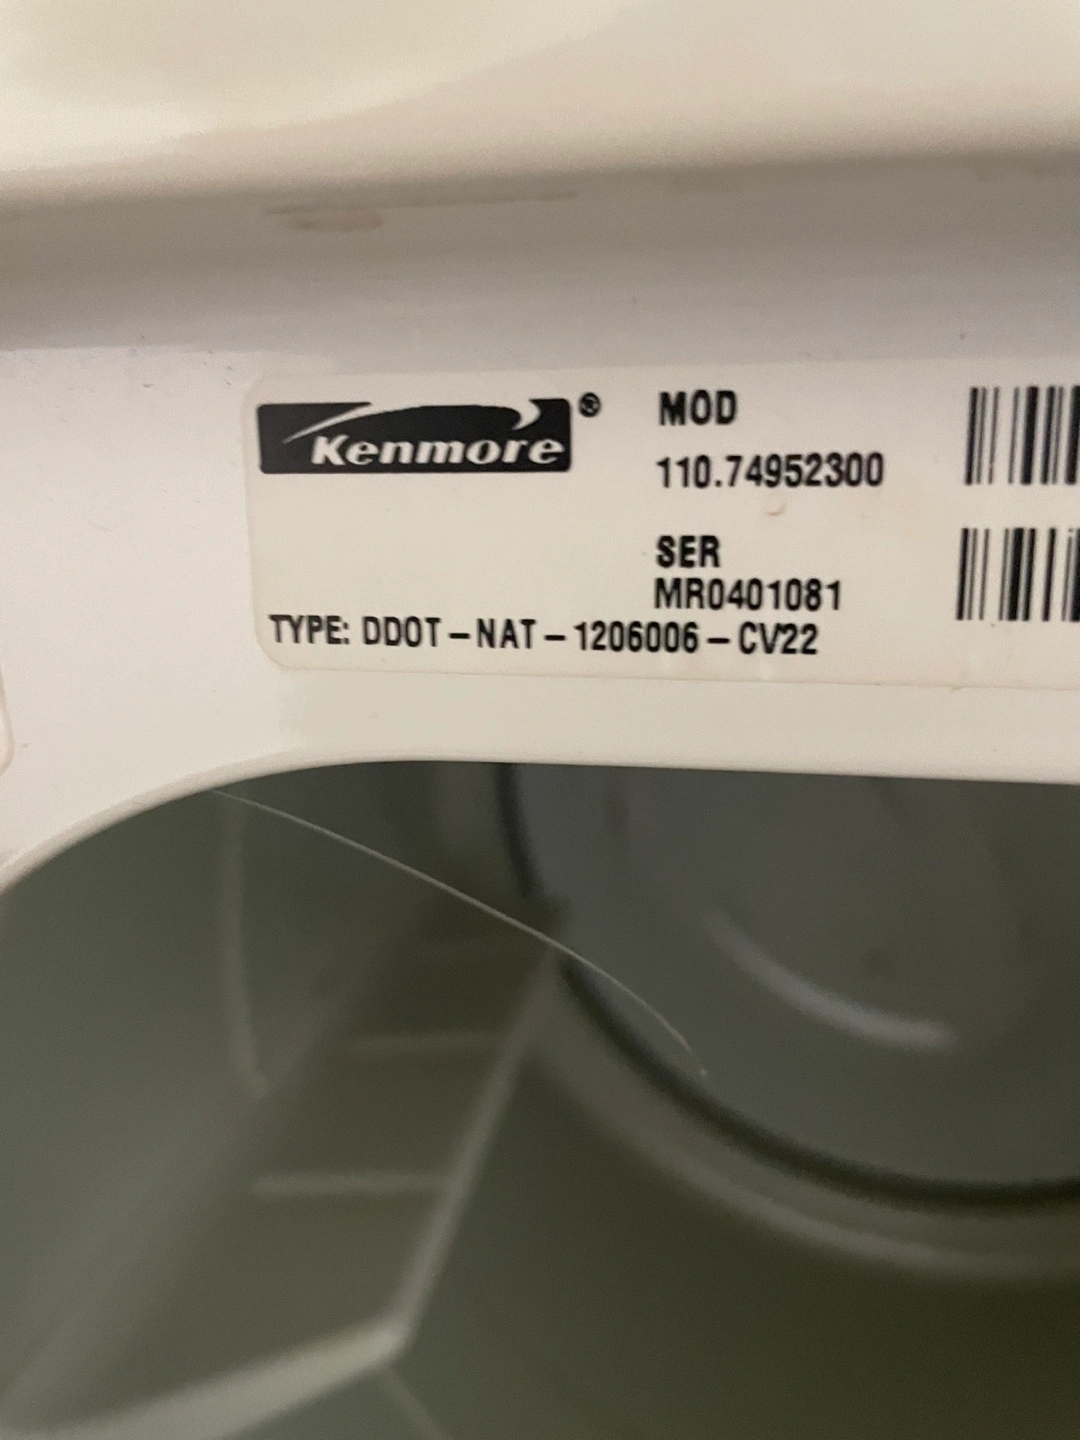 Kenmore®
MOD
110.74952300
SER
MR0401081
TYPE: DDOT-NAT-1206006-CV22